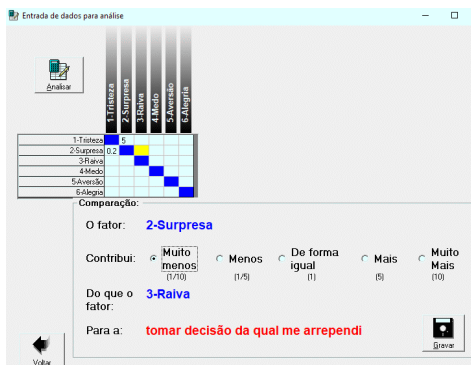 Entrada de dados para análise
Analisar
1-Tristeza
2-Surpresa
3-Raiva
4-Medo
5-Aversão
6-Alegria
1-Tristeza 5
2-Surpresa 0.2
3-Raiva
4-Medo
5-Aversão
6-Alegria
Comparação:
O fator: 2-Surpresa
Contribui: Muito menos (1/10) Menos (1/5) De forma igual (1) Mais (5) Muito Mais (10)
Do que o fator: 3-Raiva
Para a: tomar decisão da qual me arrependi
Gravar
Voltar